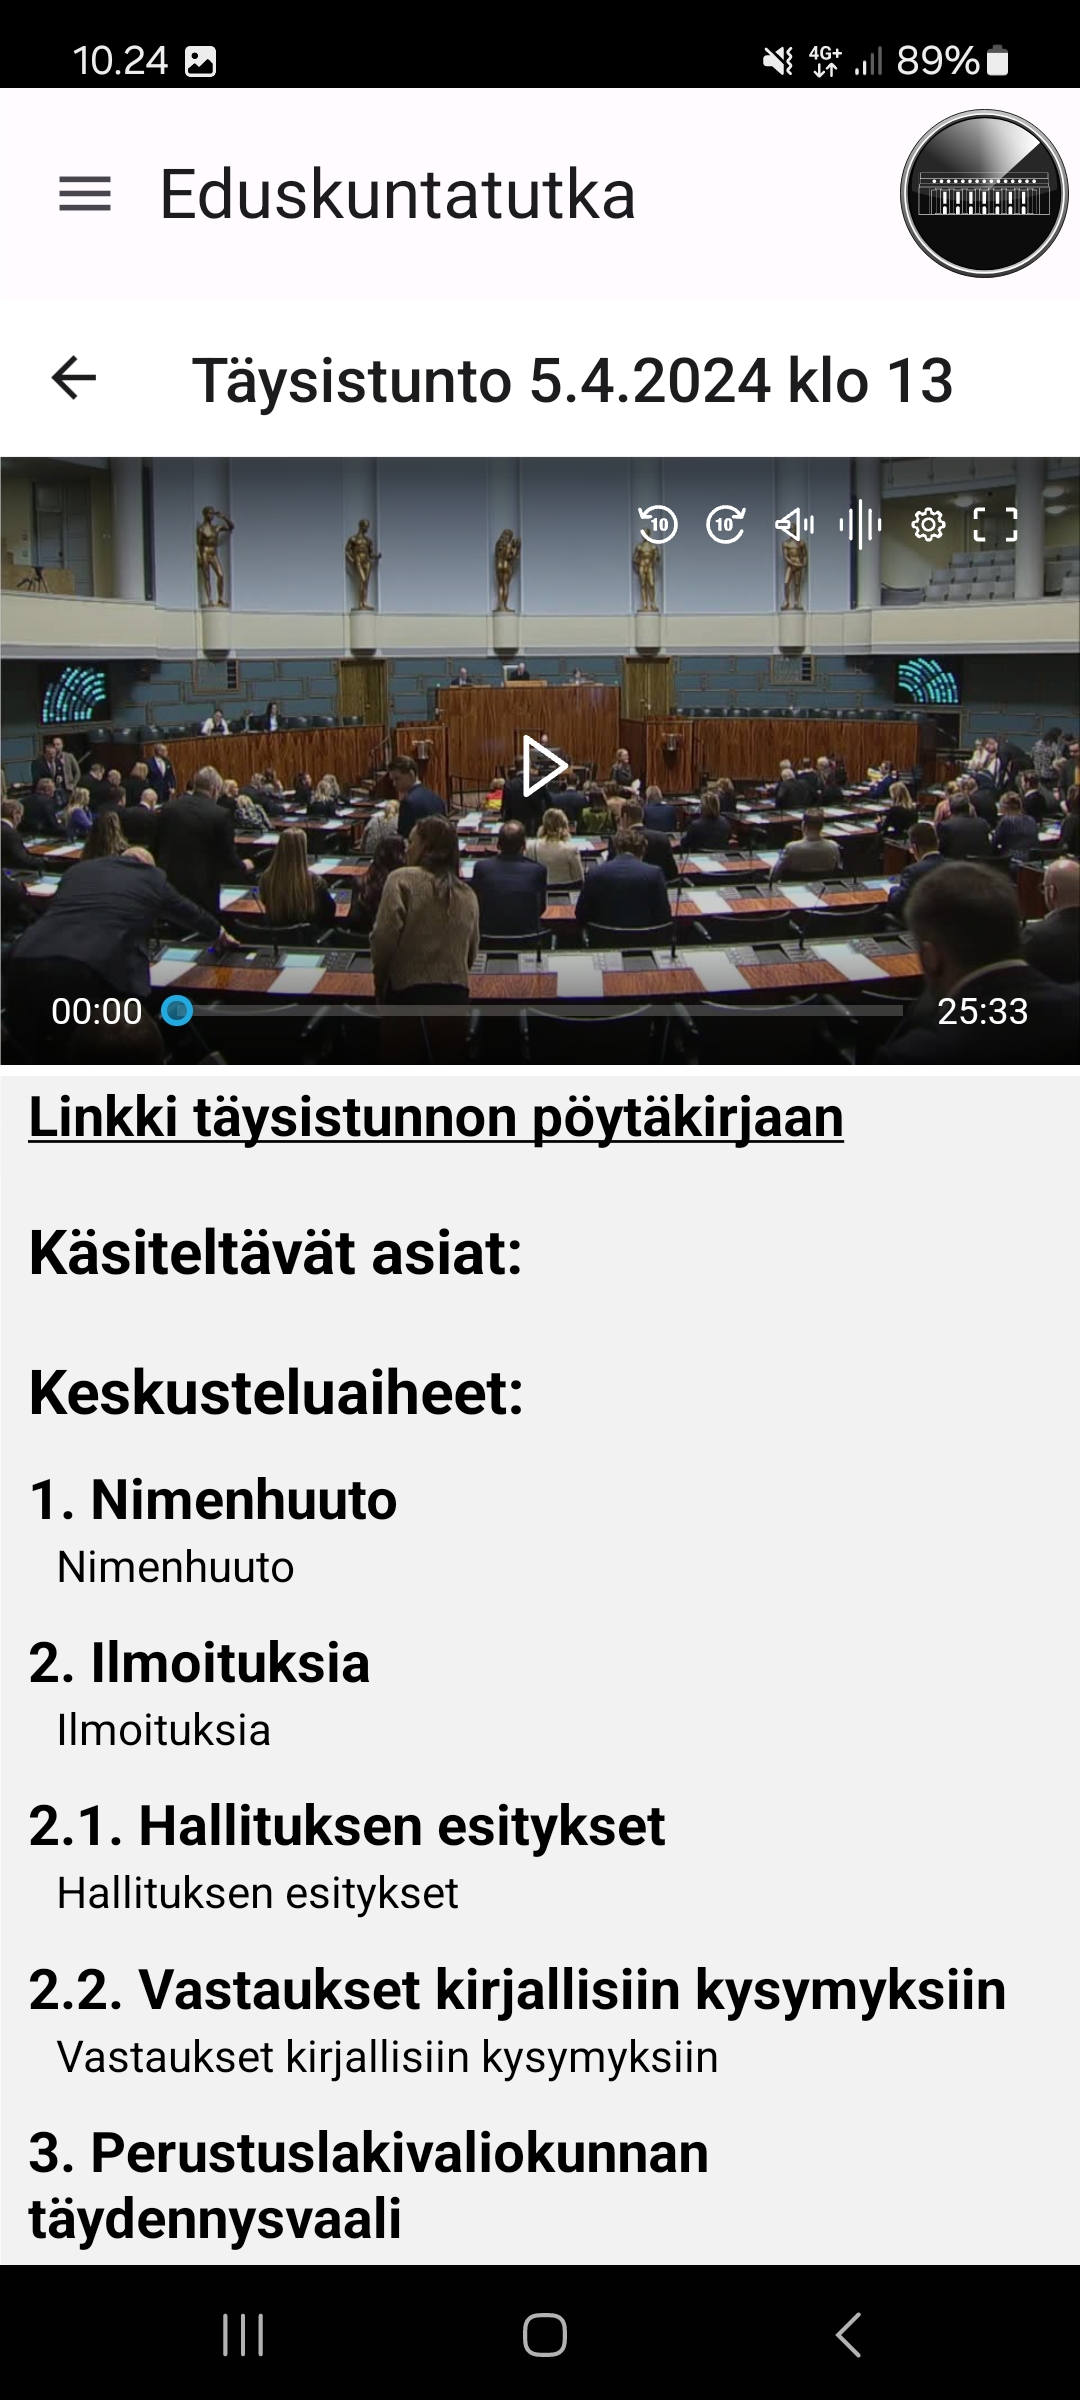 10.24
4G+
89%
Eduskuntatutka
Täysistunto 5.4.2024 klo 13
10
10
00:00
25:33
Linkki täysistunnon pöytäkirjaan
Käsiteltävät asiat:
Keskusteluaiheet:
1. Nimenhuuto
Nimenhuuto
2. Ilmoituksia
Ilmoituksia
2.1. Hallituksen esitykset
Hallituksen esitykset
2.2. Vastaukset kirjallisiin kysymyksiin
Vastaukset kirjallisiin kysymyksiin
3. Perustuslakivaliokunnan
täydennysvaali